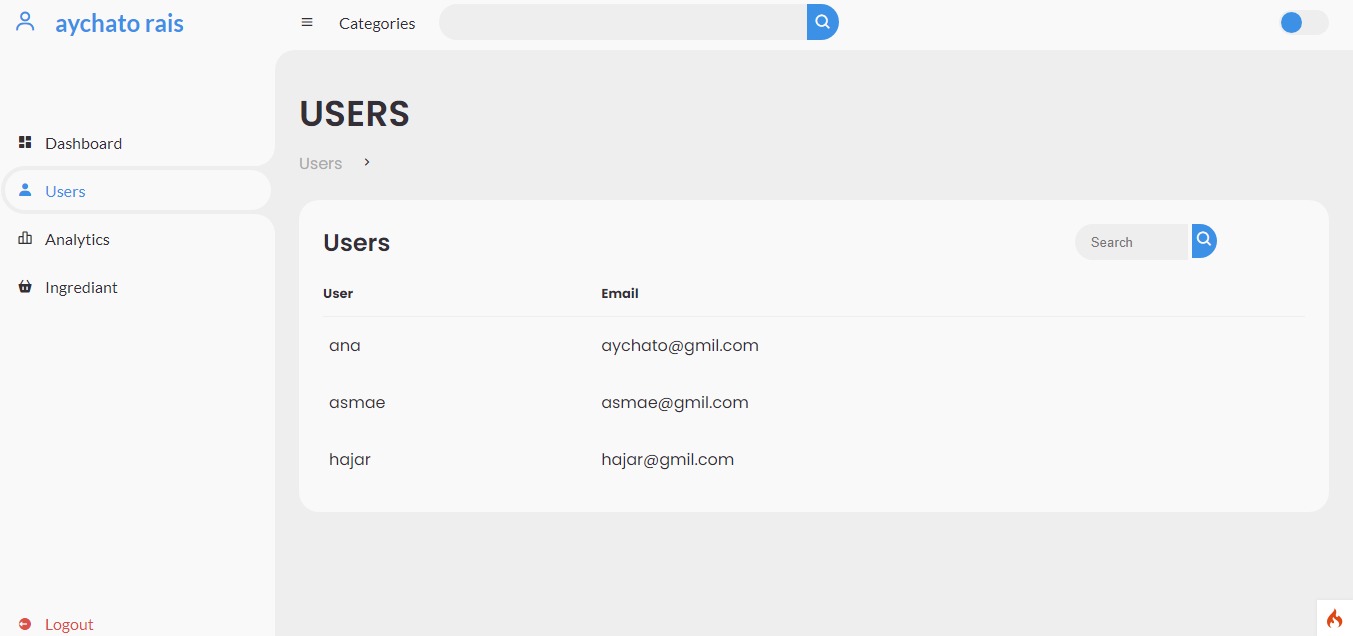 aychato rais
Categories
Dashboard
Users
Analytics
Ingrediant
Logout
USERS
Users
Users
Search
User Email
ana aychato@gmil.com
asmae asmae@gmil.com
hajar hajar@gmil.com